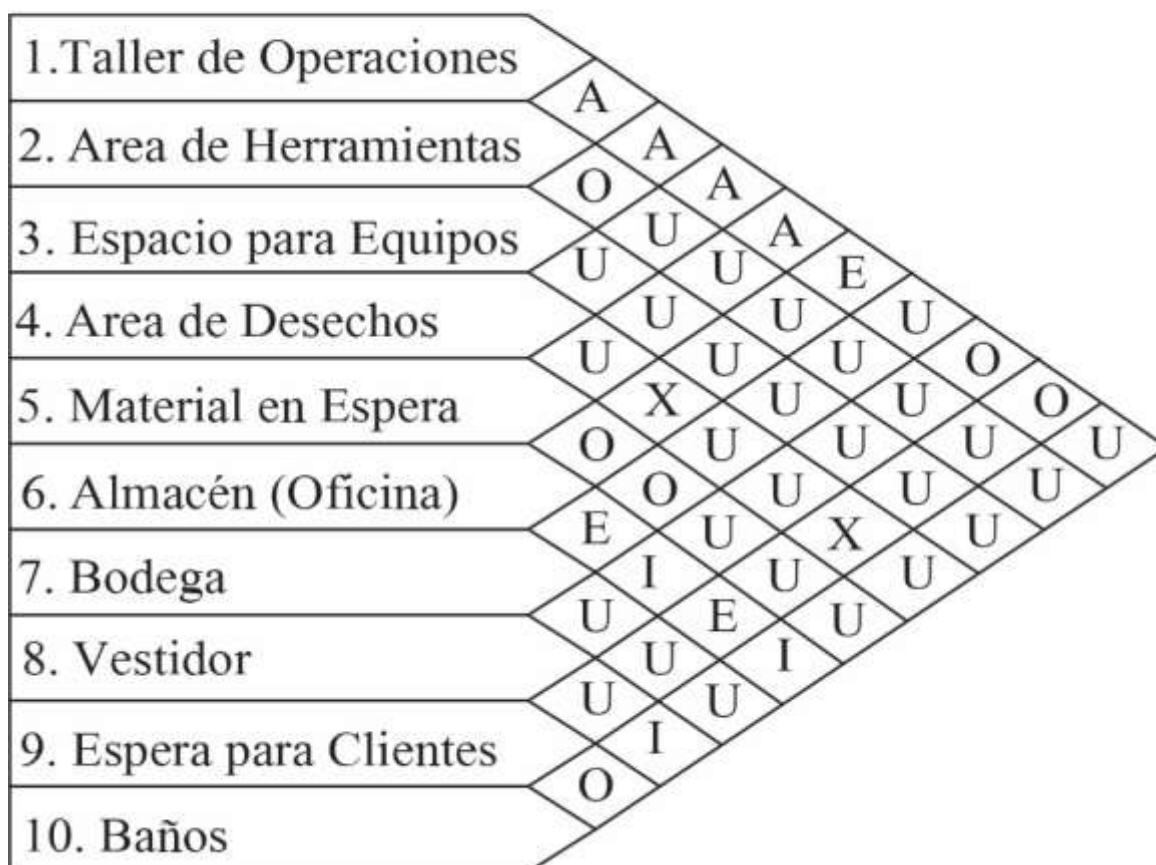 1.Taller de Operaciones
A
2. Area de Herramientas A
O A
3. Espacio para Equipos U A
U U E
4. Area de Desechos U U U
U U U O
5. Material en Espera X U U O
O U U U U
6. Almacén (Oficina) O U U U
E U X U
7. Bodega I U U
U E U
8. Vestidor U I
U U
9. Espera para Clientes I
O
10. Baños